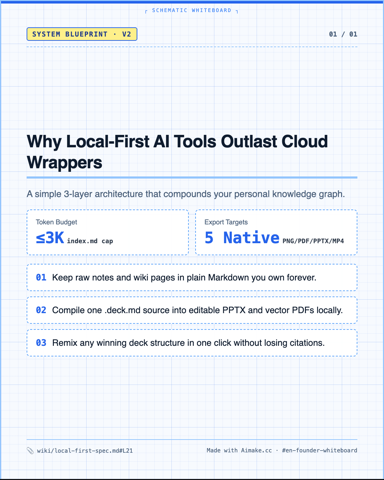 ┌ SCHEMATIC WHITEBOARD ┐
SYSTEM BLUEPRINT · V2
01 / 01
Why Local-First AI Tools Outlast Cloud
Wrappers
A simple 3-layer architecture that compounds your personal knowledge graph.
Token Budget
≤3K index.md cap
Export Targets
5 Native PNG/PDF/PPTX/MP4
01 Keep raw notes and wiki pages in plain Markdown you own forever.
02 Compile one .deck.md source into editable PPTX and vector PDFs locally.
03 Remix any winning deck structure in one click without losing citations.
wiki/local-first-spec.md#L21
Made with Aimake.cc · #en-founder-whiteboard